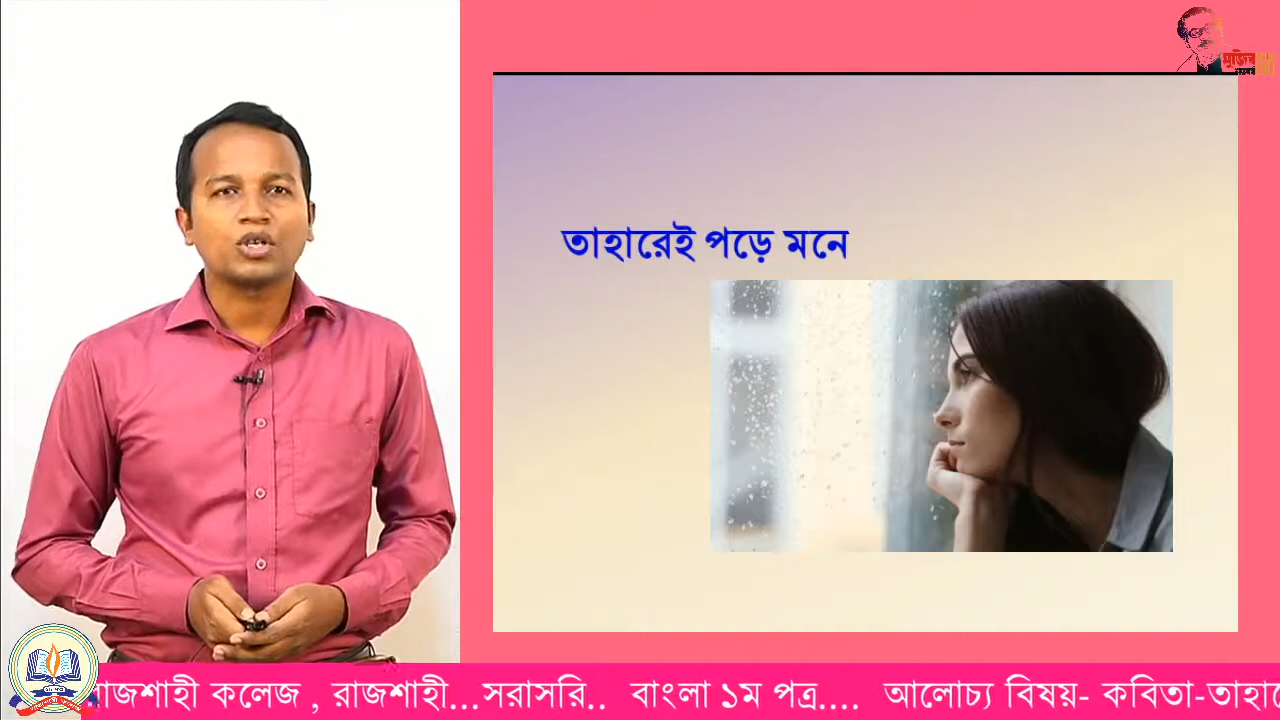 মুজিব
তাহারেই পড়ে মনে
রাজশাহী কলেজ , রাজশাহী...সরাসরি.. বাংলা ১ম পত্র.... আলোচ্য বিষয়- কবিতা-তাহারে